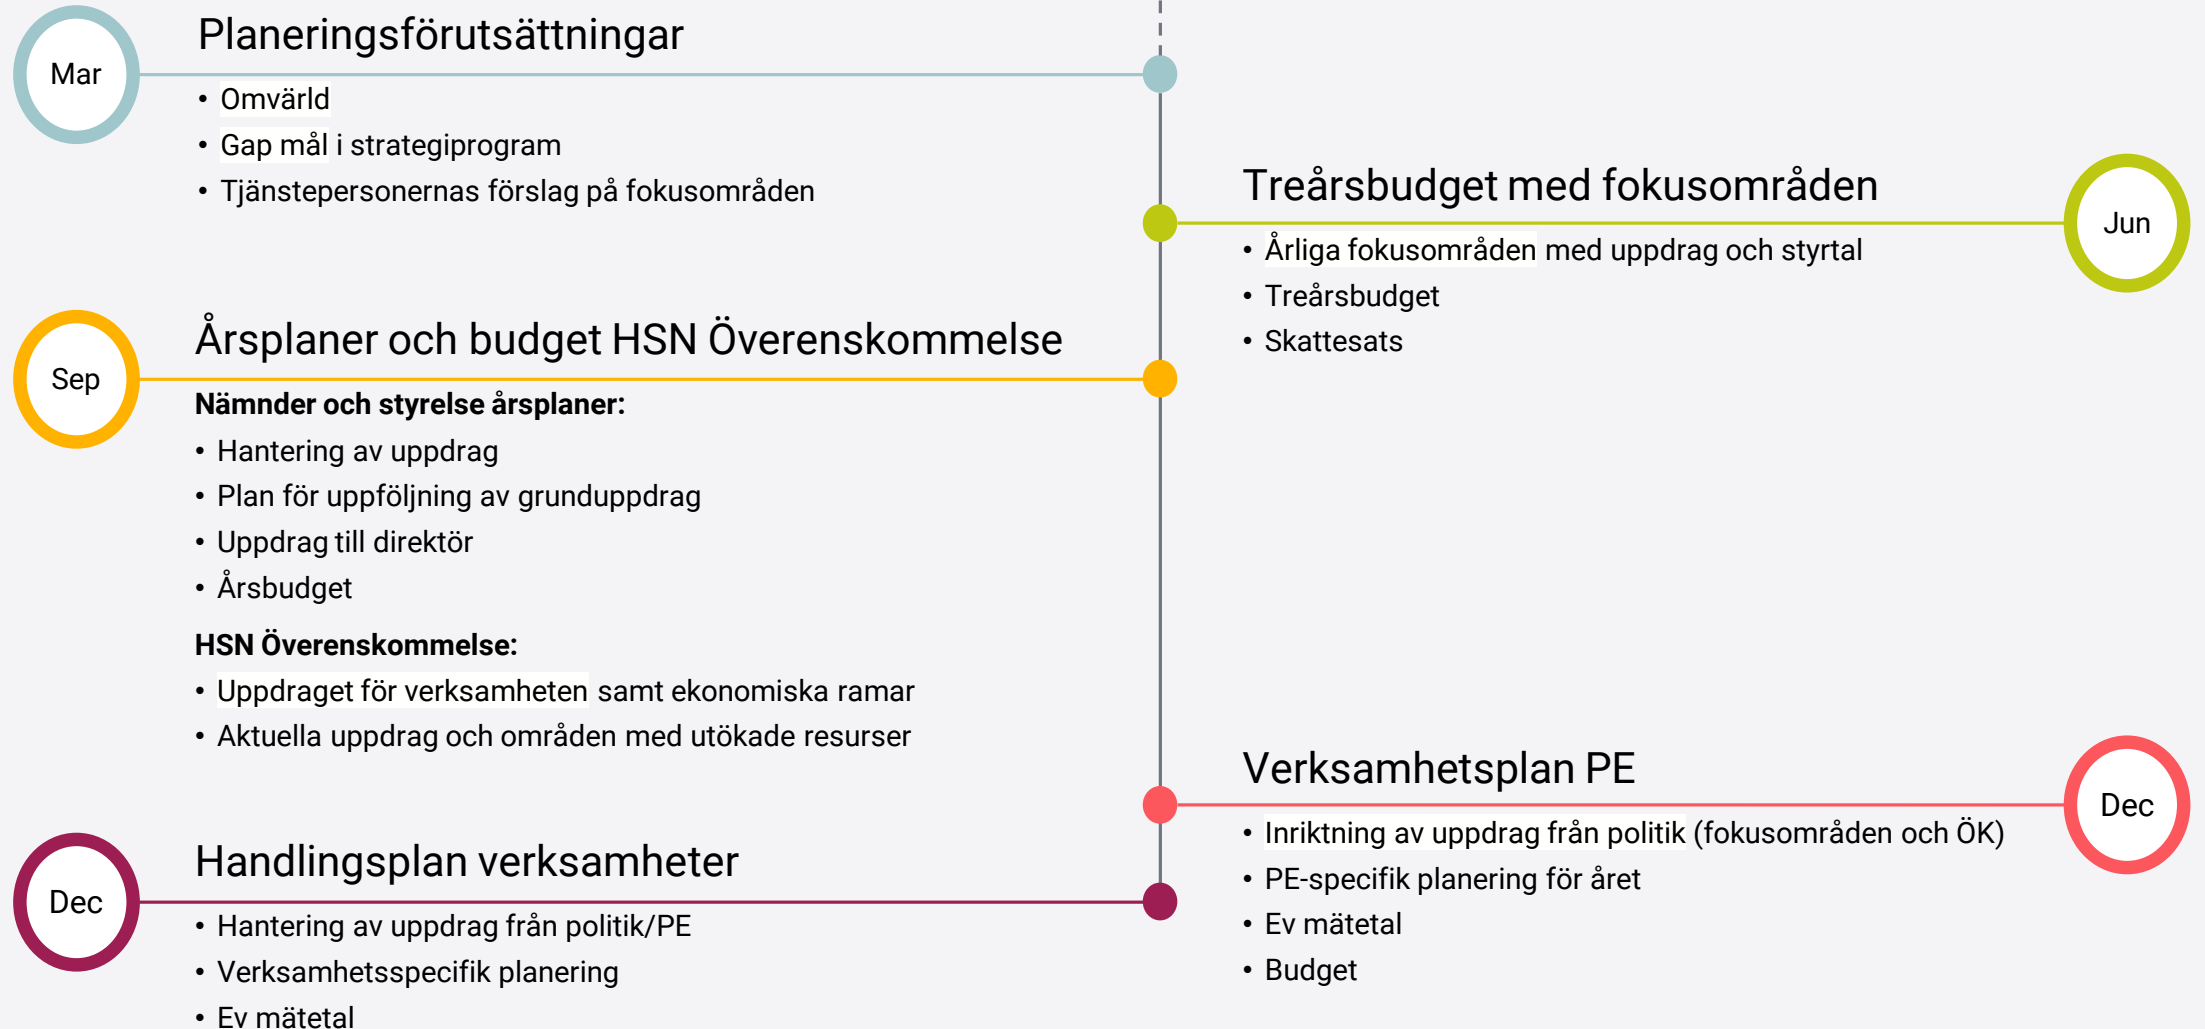 Planeringsförutsättningar
Mar
• Omvärld
• Gap mål i strategiprogram
• Tjänstepersonernas förslag på fokusområden
Treårsbudget med fokusområden
Jun
• Årliga fokusområden med uppdrag och styrtal
• Treårsbudget
• Skattesats
Årsplaner och budget HSN Överenskommelse
Sep
Nämnder och styrelse årsplaner:
• Hantering av uppdrag
• Plan för uppföljning av grunduppdrag
• Uppdrag till direktör
• Årsbudget
HSN Överenskommelse:
• Uppdraget för verksamheten samt ekonomiska ramar
• Aktuella uppdrag och områden med utökade resurser
Verksamhetsplan PE
Dec
• Inriktning av uppdrag från politik (fokusområden och ÖK)
• PE-specifik planering för året
• Ev mätetal
• Budget
Handlingsplan verksamheter
Dec
• Hantering av uppdrag från politik/PE
• Verksamhetsspecifik planering
• Ev mätetal